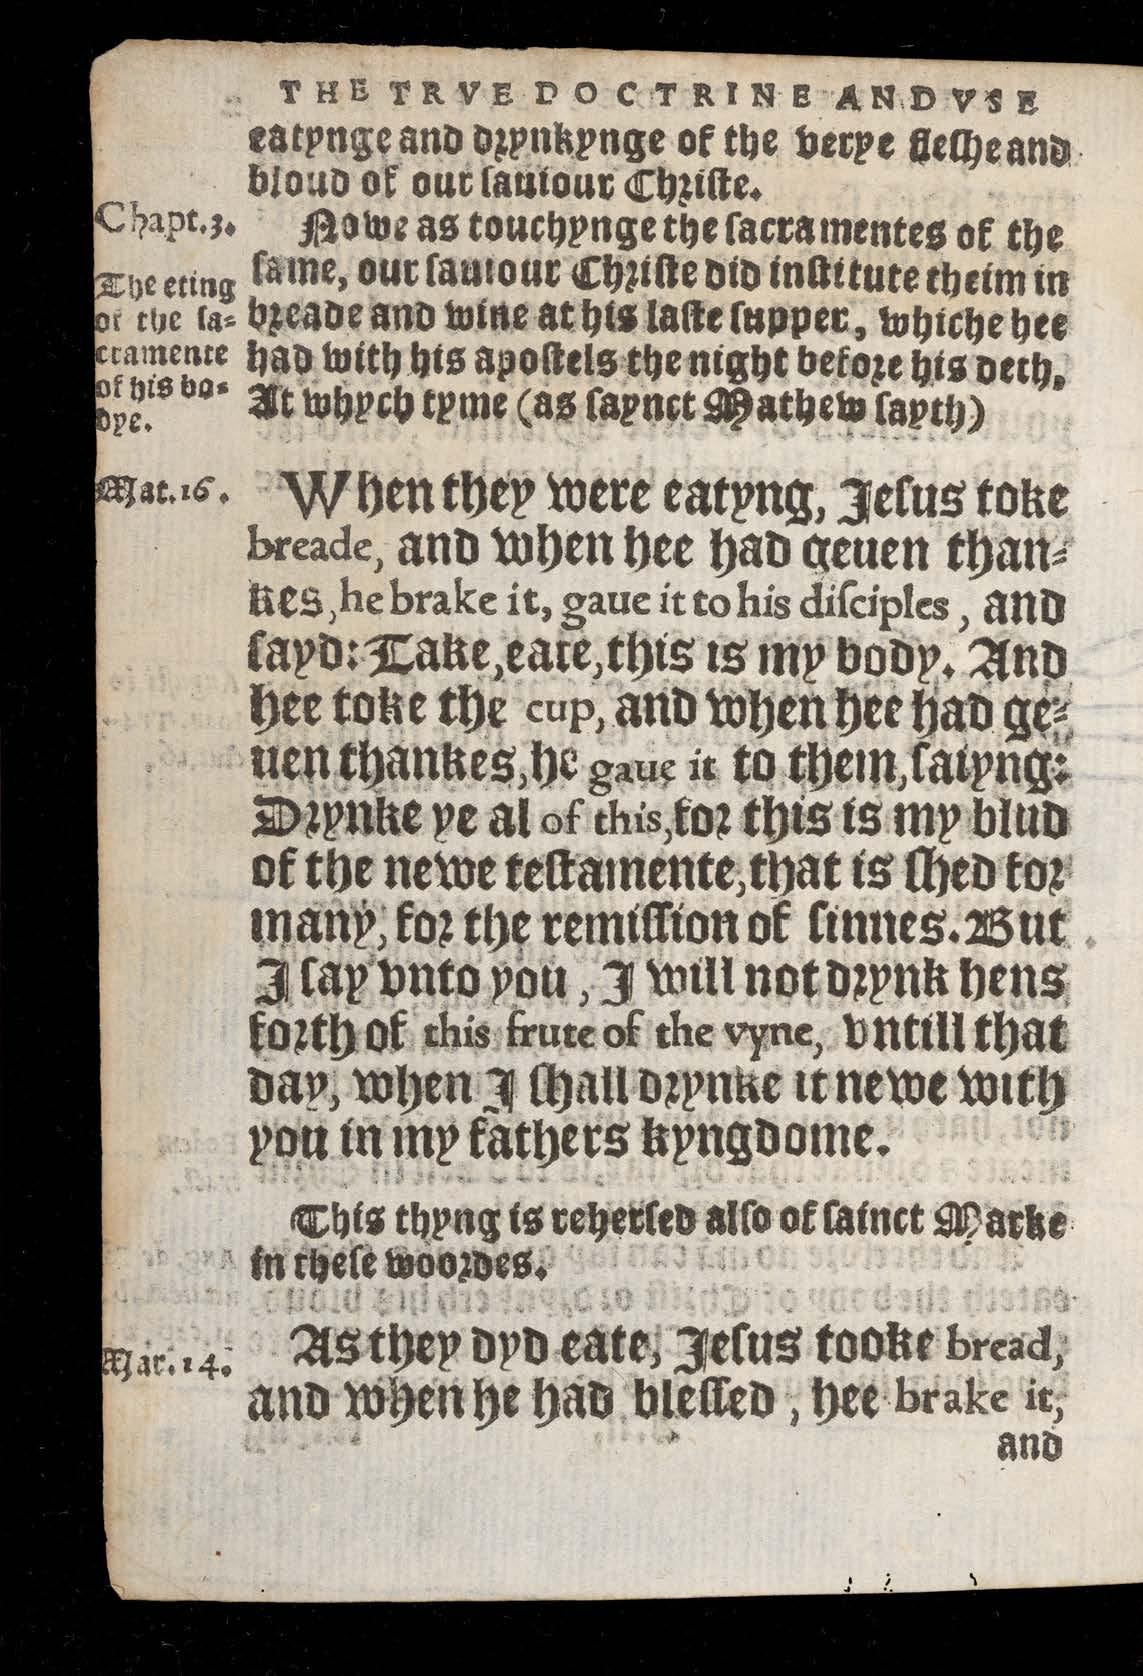 THE TRVE DOCTRINE AND VSE
eatynge and drynkynge of the verye fleshe and
bloud of our sauiour Christe.
Chapt.3.
Nowe as touchynge the sacramentes of the
same, our sauiour Christe did institute theim in
breade and wine at his laste supper, whiche hee
had with his apostels the night before his deth.
At whych tyme (as saynct Mathew sayth)
The eting
of the sa-
cramente
of his bo-
dye.
Mat.16.
When they were eatyng, Jesus toke
breade, and when hee had geuen than-
kes, he brake it, gaue it to his disciples, and
sayd: Take, eate, this is my body. And
hee toke the cup, and when hee had ge-
uen thankes, he gaue it to them, saiyng:
Drynke ye al of this, for this is my blud
of the newe testamente, that is shed for
many, for the remission of sinnes. But
I say vnto you, I will not drynk hens
forth of this frute of the vyne, vntill that
day, when I shall drynke it newe with
you in my fathers kyngdome.
This thyng is rehersed also of sainct Marke
in these woordes.
Mar.14.
As they dyd eate, Jesus tooke bread,
and when he had blessed, hee brake it,
and